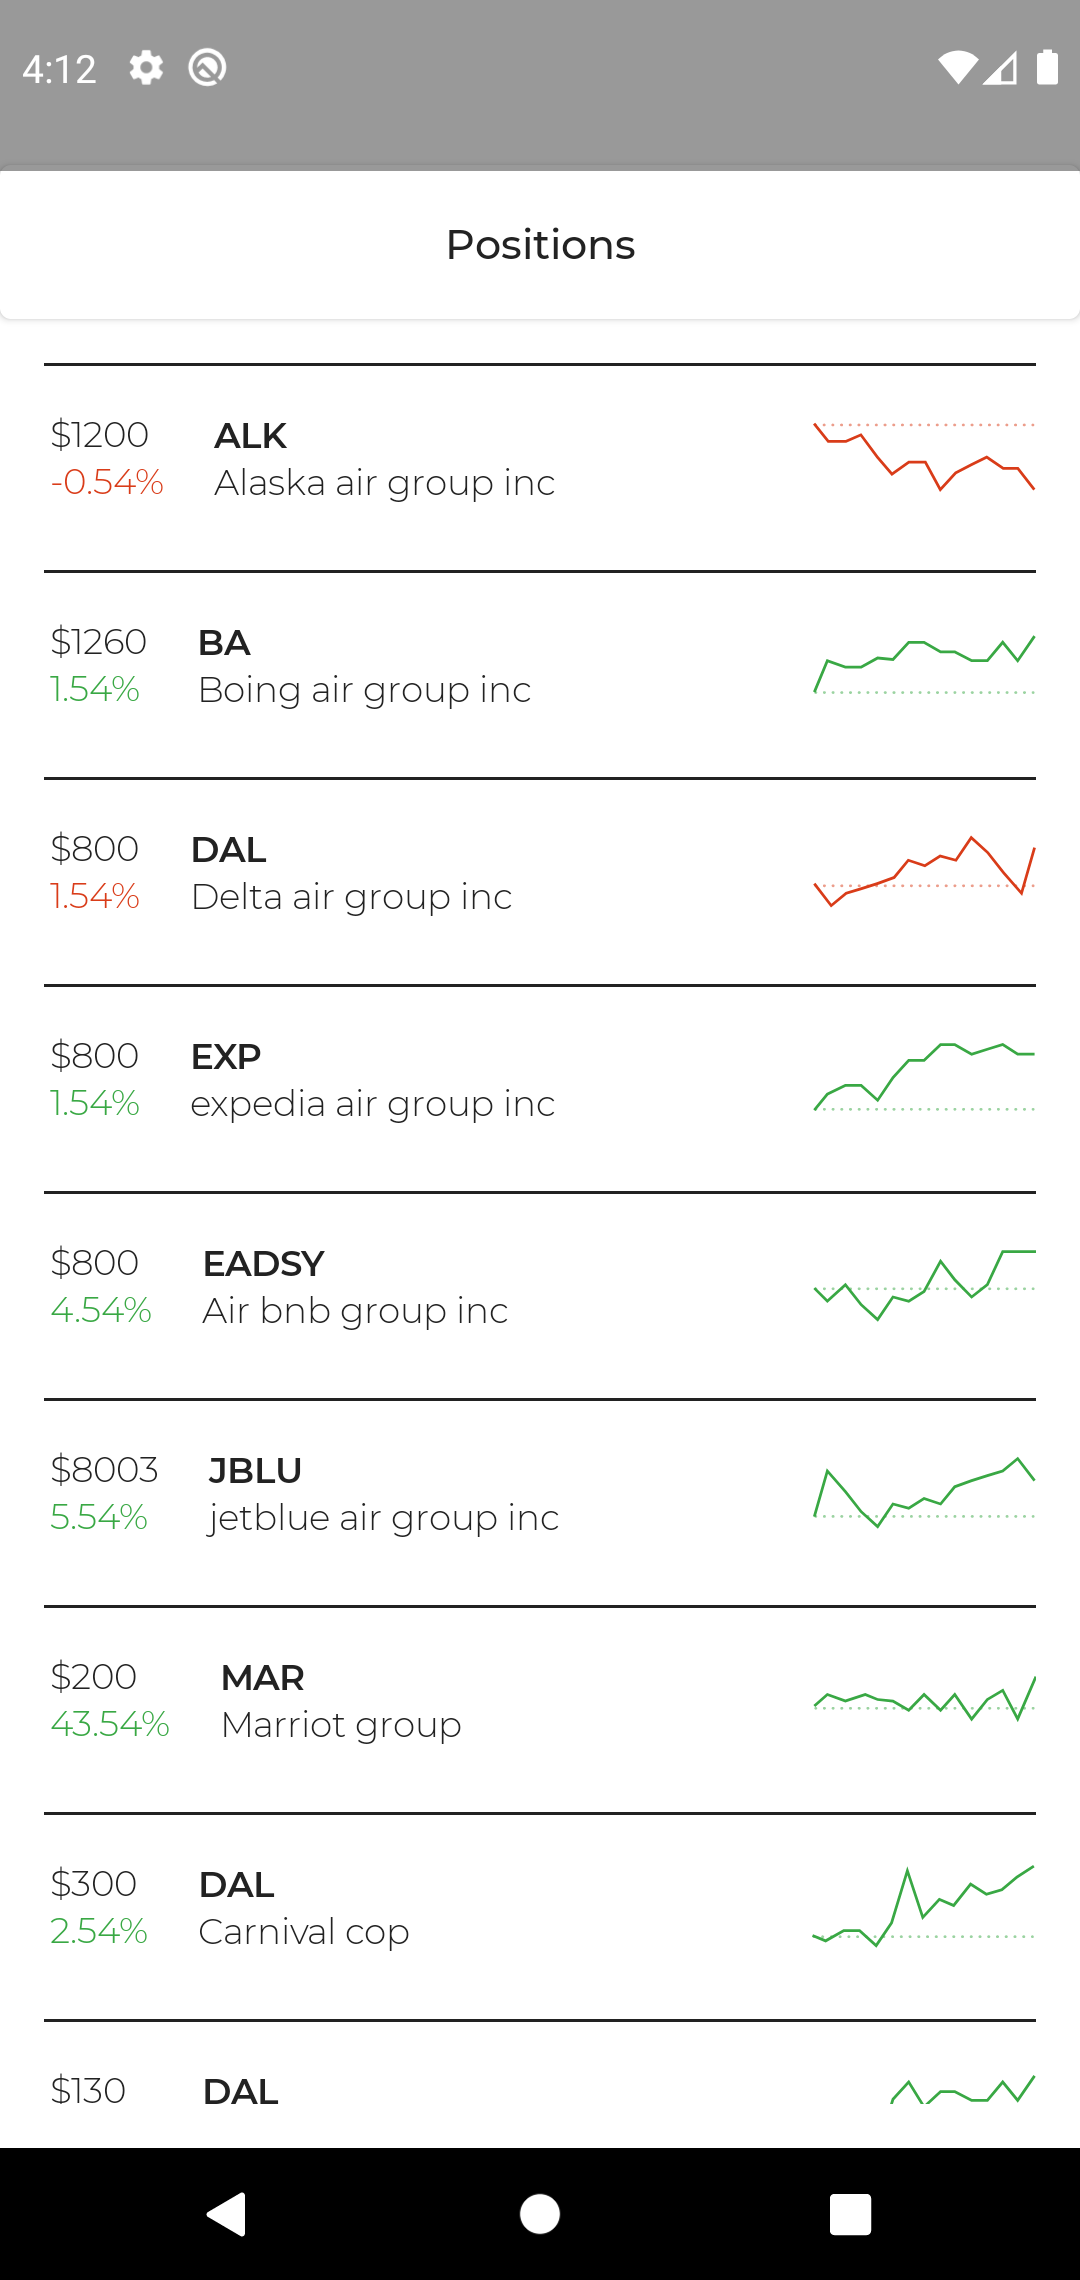 4:12
Positions
$1200 ALK
-0.54% Alaska air group inc
$1260 BA
1.54% Boing air group inc
$800 DAL
1.54% Delta air group inc
$800 EXP
1.54% expedia air group inc
$800 EADSY
4.54% Air bnb group inc
$8003 JBLU
5.54% jetblue air group inc
$200 MAR
43.54% Marriot group
$300 DAL
2.54% Carnival cop
$130 DAL